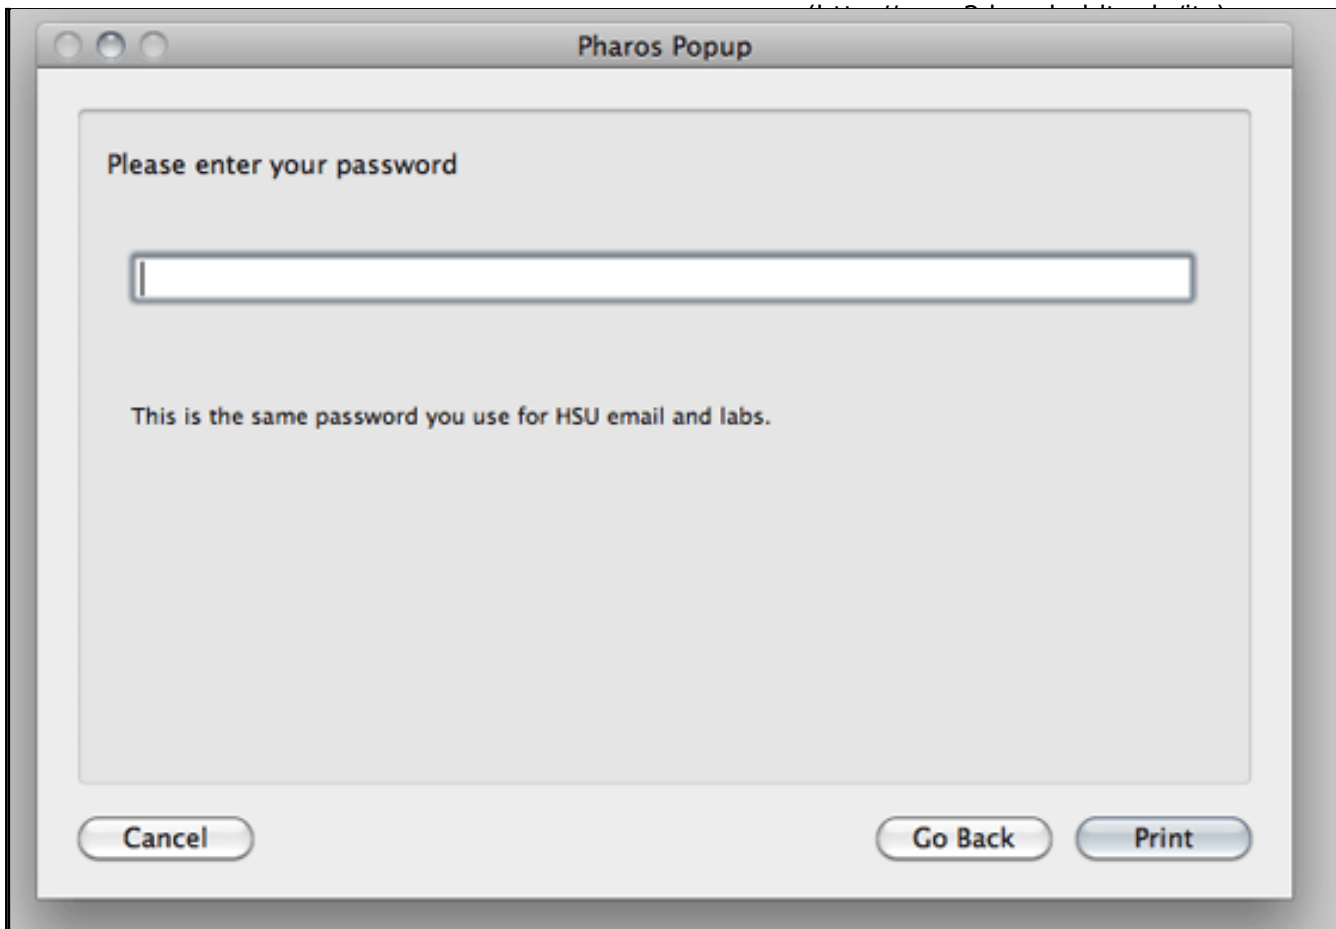 Pharos Popup
Please enter your password
This is the same password you use for HSU email and labs.
Cancel
Go Back
Print